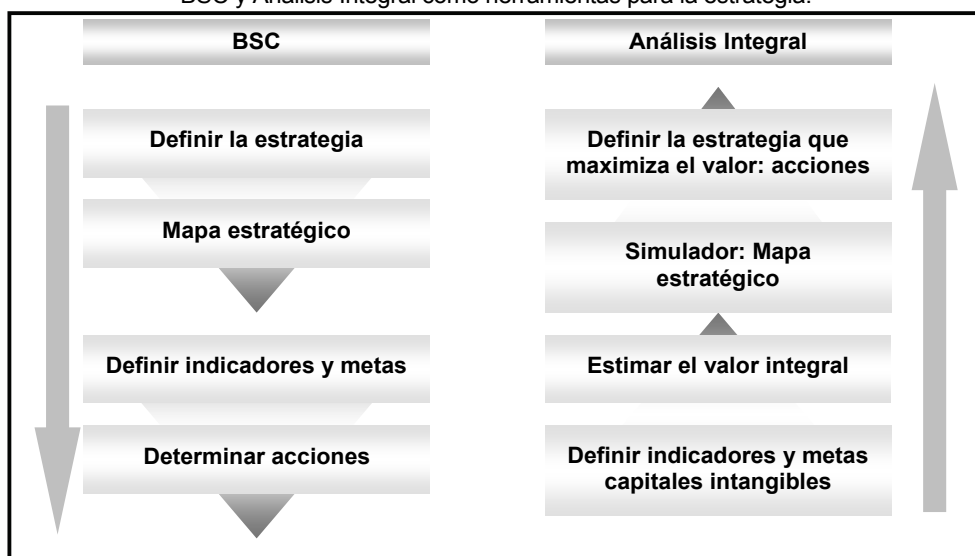 BSC y Análisis Integral como herramientas para la estrategia.
BSC
Definir la estrategia
Mapa estratégico
Definir indicadores y metas
Determinar acciones
Análisis Integral
Definir la estrategia que
maximiza el valor: acciones
Simulador: Mapa
estratégico
Estimar el valor integral
Definir indicadores y metas
capitales intangibles